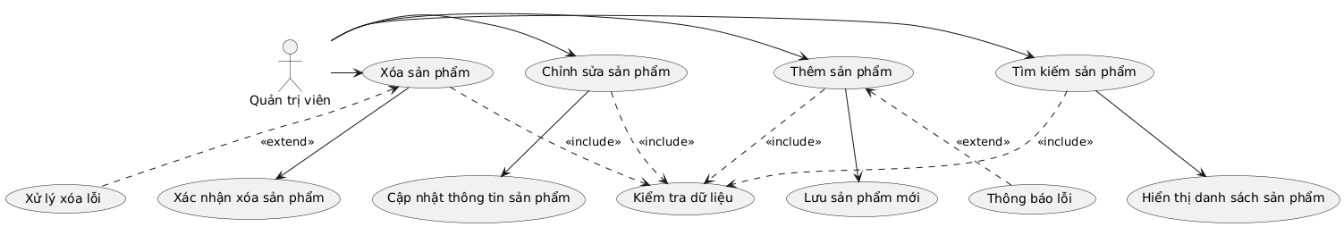 Quản trị viên
Xóa sản phẩm
Chỉnh sửa sản phẩm
Thêm sản phẩm
Tìm kiếm sản phẩm
«extend»
«include»
«include»
«include»
«extend»
«include»
Xử lý xóa lỗi
Xác nhận xóa sản phẩm
Cập nhật thông tin sản phẩm
Kiểm tra dữ liệu
Lưu sản phẩm mới
Thông báo lỗi
Hiển thị danh sách sản phẩm